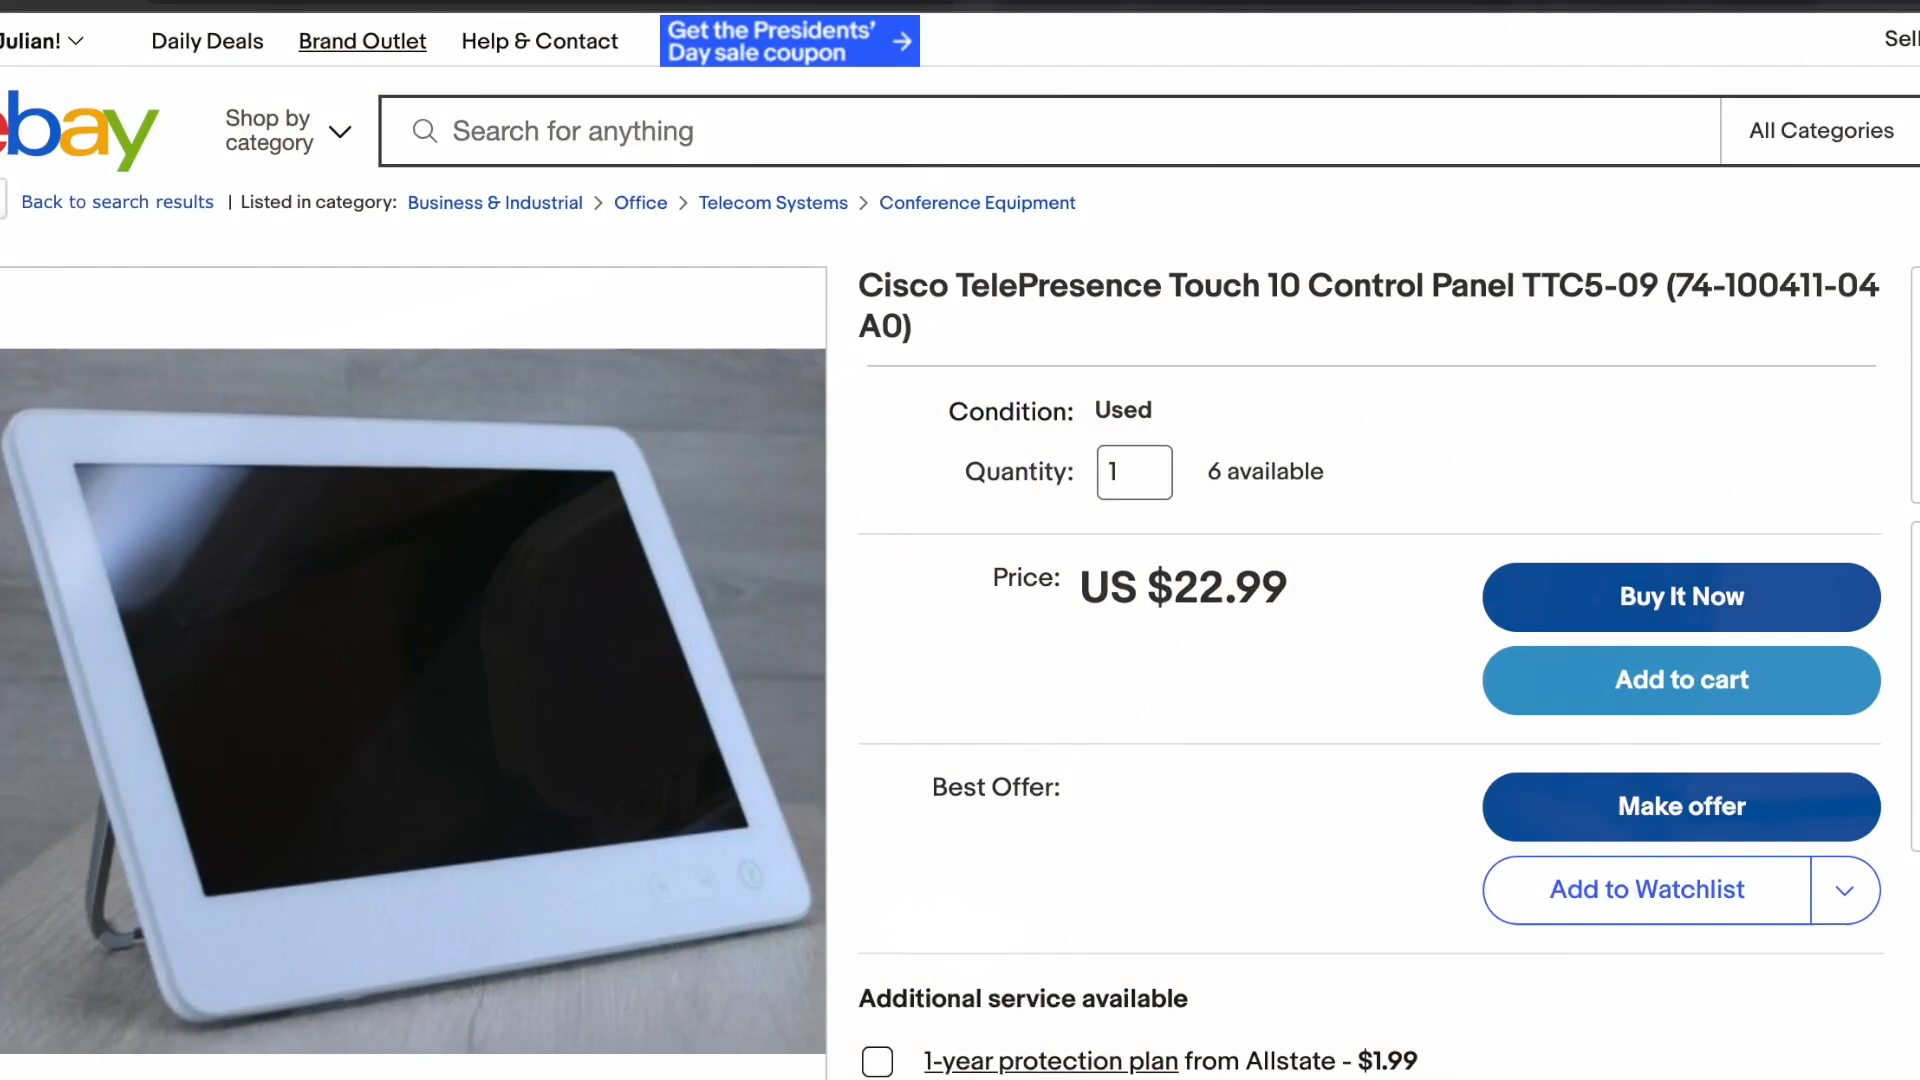 Julian!
Daily Deals
Brand Outlet
Help & Contact
Get the Presidents'
Day sale coupon
Sell
ebay
Shop by
category
Search for anything
All Categories
Back to search results | Listed in category: Business & Industrial > Office > Telecom Systems > Conference Equipment
Cisco TelePresence Touch 10 Control Panel TTC5-09 (74-100411-04
A0)
Condition: Used
Quantity: 1 6 available
Price: US $22.99
Buy It Now
Add to cart
Best Offer:
Make offer
Add to Watchlist
Additional service available
1-year protection plan from Allstate - $1.99